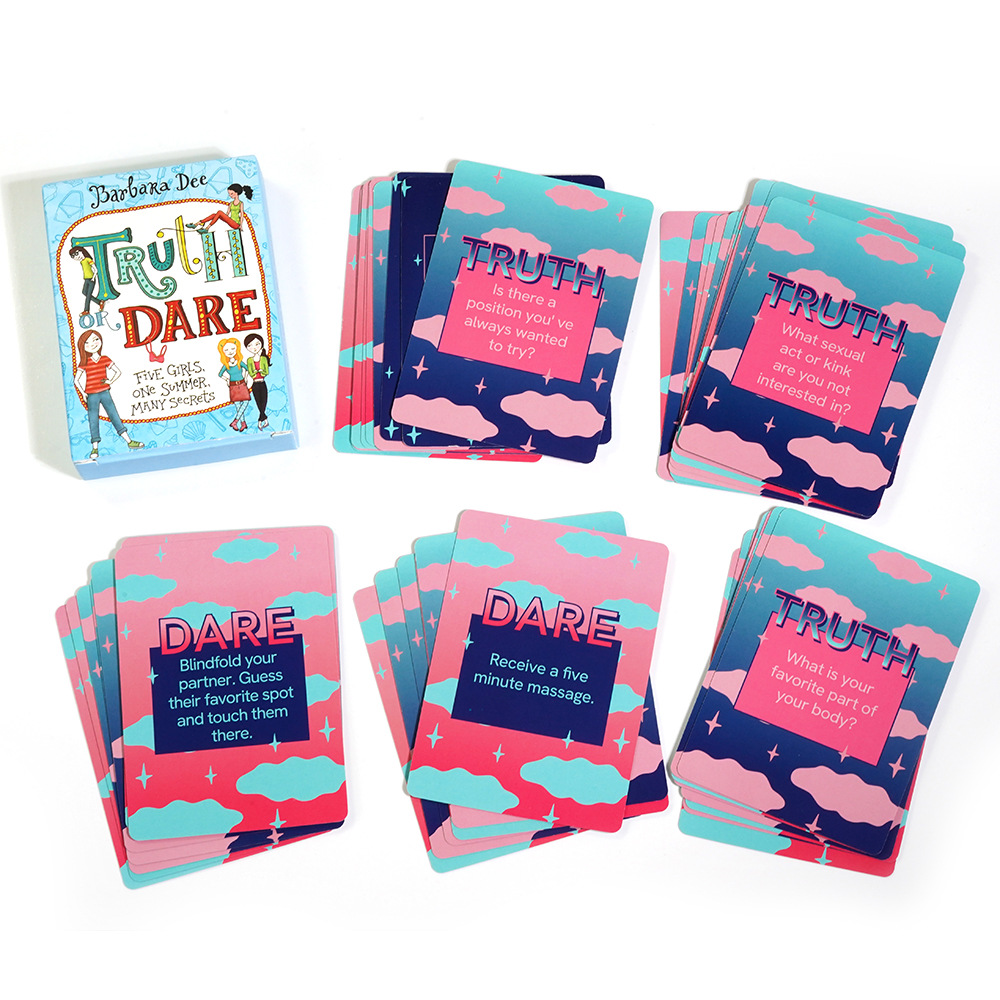 Barbara Dee
TRUTH
OR DARE
FIVE GIRLS.
ONE SUMMER.
MANY SECRETS
TRUTH
Is there a
position you've
always wanted
to try?
TRUTH
What sexual
act or kink
are you not
interested in?
DARE
Blindfold your
partner. Guess
their favorite spot
and touch them
there.
DARE
Receive a five
minute massage.
TRUTH
What is your
favorite part of
your body?